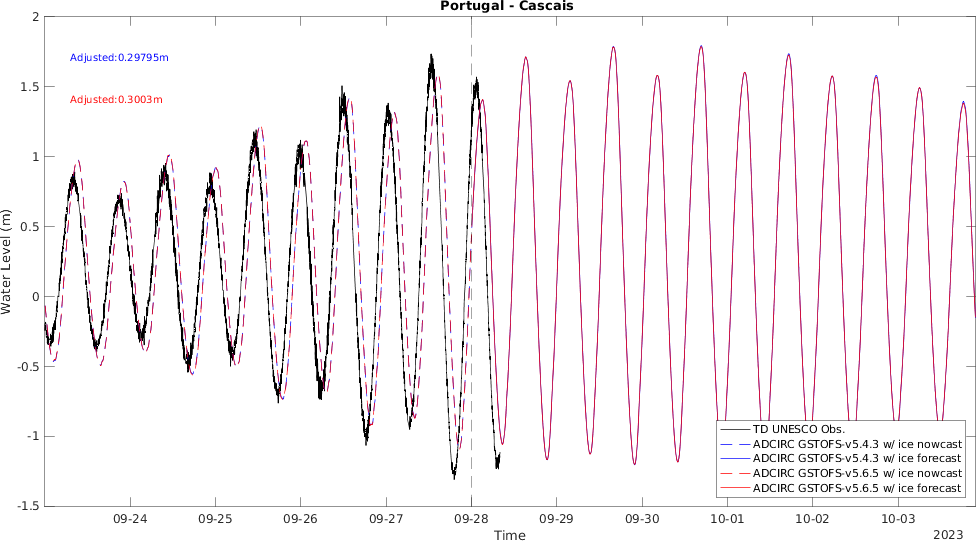 Portugal - Cascais
2
1.5
1
0.5
0
-0.5
-1
-1.5
Water Level (m)
Adjusted:0.29795m
Adjusted:0.3003m
TD UNESCO Obs.
ADCIRC GSTOFS-v5.4.3 w/ ice nowcast
ADCIRC GSTOFS-v5.4.3 w/ ice forecast
ADCIRC GSTOFS-v5.6.5 w/ ice nowcast
ADCIRC GSTOFS-v5.6.5 w/ ice forecast
09-24 09-25 09-26 09-27 09-28 09-29 09-30 10-01 10-02 10-03
Time
2023